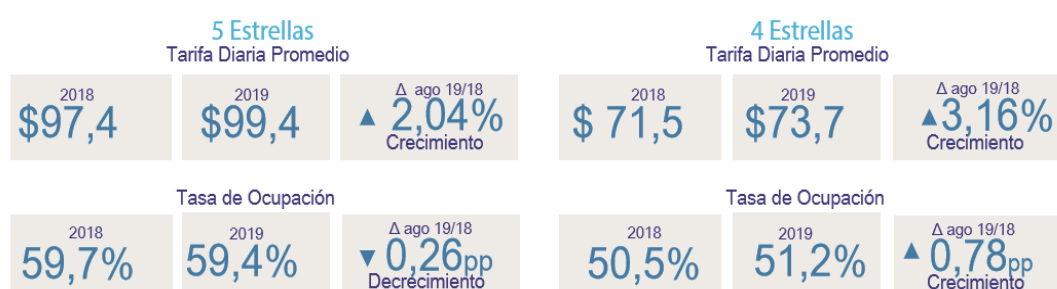 5 Estrellas
Tarifa Diaria Promedio
2018
$97,4
2019
$99,4
Δ ago 19/18
▲ 2,04%
Crecimiento
Tasa de Ocupación
2018
59,7%
2019
59,4%
Δ ago 19/18
▼ 0,26pp
Decrecimiento
4 Estrellas
Tarifa Diaria Promedio
2018
$ 71,5
2019
$73,7
Δ ago 19/18
▲3,16%
Crecimiento
Tasa de Ocupación
2018
50,5%
2019
51,2%
Δ ago 19/18
▲ 0,78pp
Crecimiento